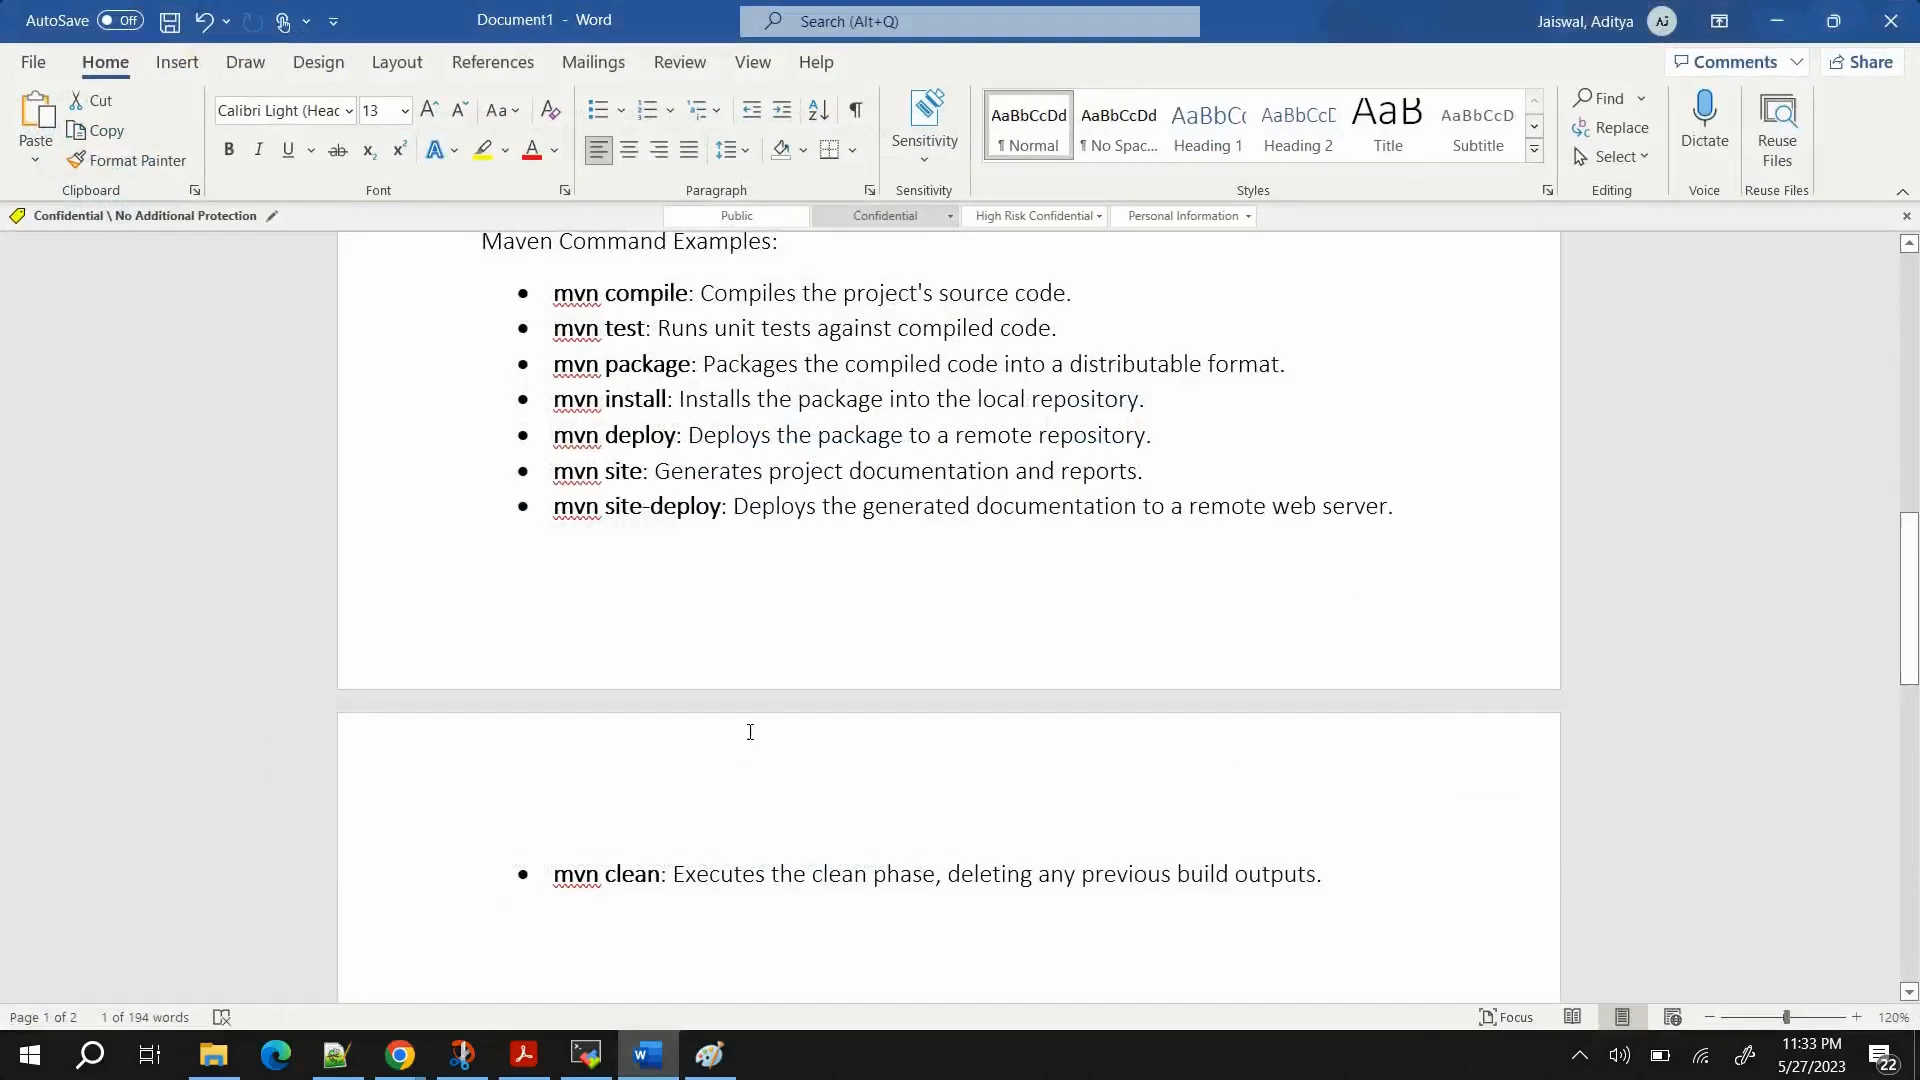 AutoSave Off
Document1 - Word
Search (Alt+Q)
Jaiswal, Aditya AJ
File Home Insert Draw Design Layout References Mailings Review View Help
Comments Share
Paste
Cut
Copy
Format Painter
Clipboard
Calibri Light (Heac 13
Font
Paragraph
Sensitivity
Sensitivity
AaBbCcDd ¶ Normal
AaBbCcDd ¶ No Spac...
AaBbCc Heading 1
AaBbCcD Heading 2
AaB Title
AaBbCcD Subtitle
Styles
Find
Replace
Select
Editing
Dictate
Voice
Reuse Files
Reuse Files
Confidential \ No Additional Protection
Public Confidential High Risk Confidential Personal Information
Maven Command Examples:
• mvn compile: Compiles the project's source code.
• mvn test: Runs unit tests against compiled code.
• mvn package: Packages the compiled code into a distributable format.
• mvn install: Installs the package into the local repository.
• mvn deploy: Deploys the package to a remote repository.
• mvn site: Generates project documentation and reports.
• mvn site-deploy: Deploys the generated documentation to a remote web server.
• mvn clean: Executes the clean phase, deleting any previous build outputs.
Page 1 of 2 1 of 194 words
Focus
120%
11:33 PM
5/27/2023
22